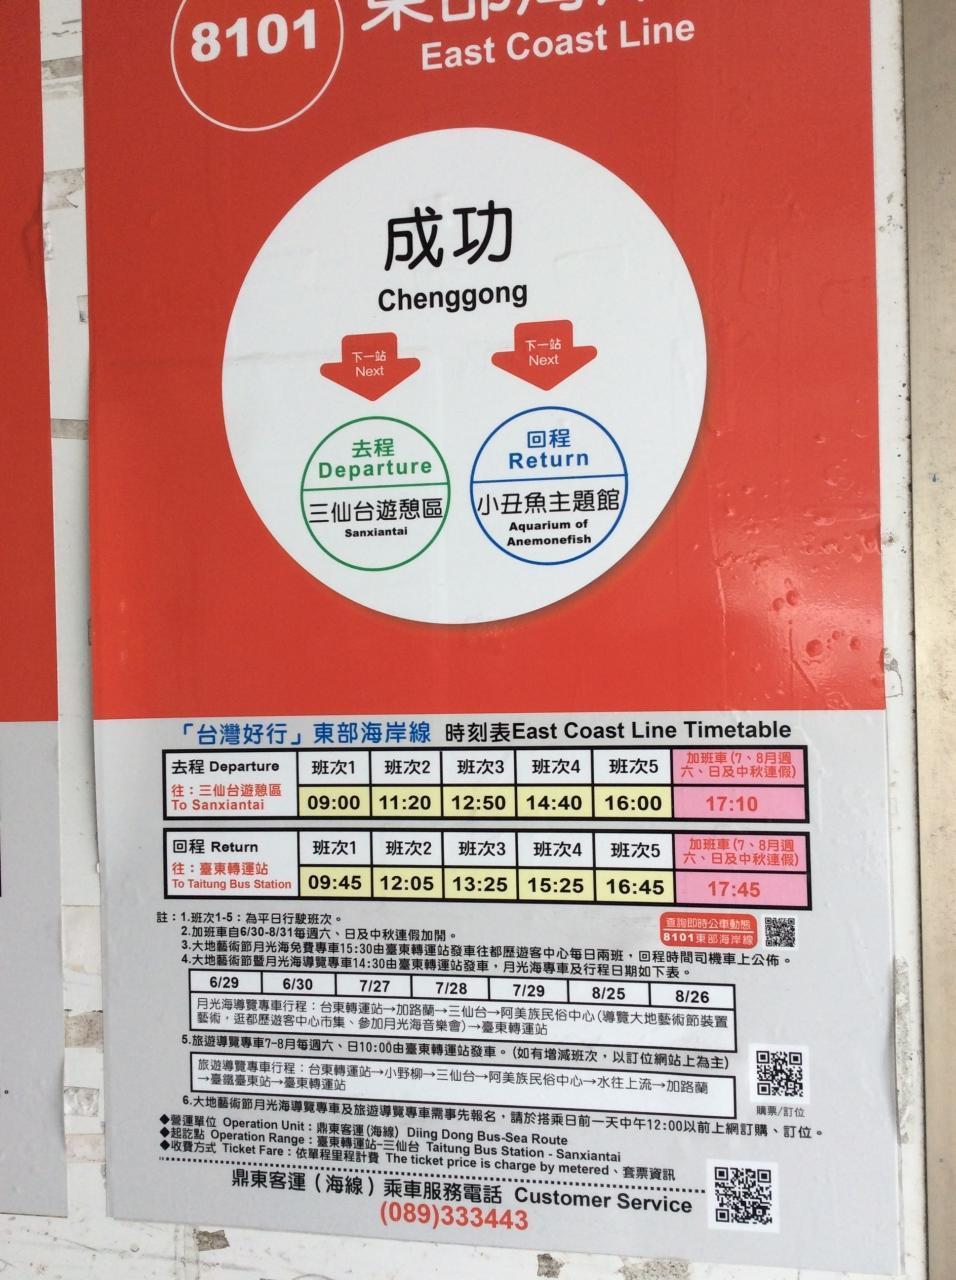 8101
東部海岸線
East Coast Line
成功
Chenggong
下一站
Next
下一站
Next
去程
Departure
三仙台遊憩區
Sanxiantai
回程
Return
小丑魚主題館
Aquarium of
Anemonefish
「台灣好行」東部海岸線 時刻表East Coast Line Timetable
去程 Departure 班次1 班次2 班次3 班次4 班次5 加班車(7、8月週六、日及中秋連假)
往：三仙台遊憩區
To Sanxiantai 09:00 11:20 12:50 14:40 16:00 17:10
回程 Return 班次1 班次2 班次3 班次4 班次5 加班車(7、8月週六、日及中秋連假)
往：臺東轉運站
To Taitung Bus Station 09:45 12:05 13:25 15:25 16:45 17:45
註：1.班次1-5：為平日行駛班次。
查詢即時公車動態
8101東部海岸線
2.加班車自6/30-8/31每週六、日及中秋連假加開。
3.大地藝術節月光海免費專車15:30由臺東轉運站發車往都歷遊客中心每日兩班，回程時間司機車上公佈。
4.大地藝術節暨月光海導覽專車14:30由臺東轉運站發車，月光海專車及行程日期如下表。
6/29 6/30 7/27 7/28 7/29 8/25 8/26
月光海導覽專車行程：台東轉運站→加路蘭→三仙台→阿美族民俗中心(導覽大地藝術節裝置
藝術，逛都歷遊客中心市集、參加月光海音樂會)→臺東轉運站
5.旅遊導覽專車7-8月每週六、日10:00由臺東轉運站發車。(如有增減班次，以訂位網站上為主)
旅遊導覽專車行程：台東轉運站→小野柳→三仙台→阿美族民俗中心→水往上流→加路蘭
→臺鐵臺東站→臺東轉運站
購票/訂位
6.大地藝術節月光海導覽專車及旅遊導覽專車需事先報名，請於搭乘日前一天中午12:00以前上網訂購、訂位。
◆營運單位 Operation Unit：鼎東客運(海線) Diing Dong Bus-Sea Route
◆起訖點 Operation Range：臺東轉運站-三仙台 Taitung Bus Station - Sanxiantai
◆收費方式 Ticket Fare：依單程里程計費 The ticket price is charge by metered、套票資訊
鼎東客運（海線）乘車服務電話 Customer Service
(089)333443